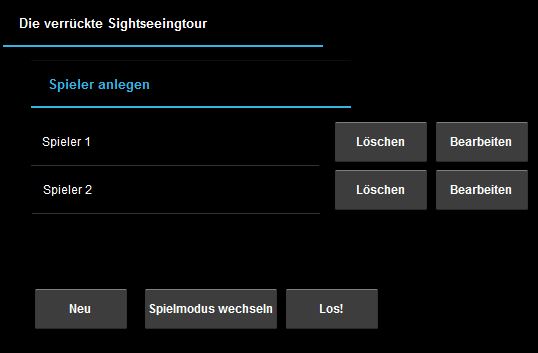 Die verrückte Sightseeingtour
Spieler anlegen
Spieler 1 Löschen Bearbeiten
Spieler 2 Löschen Bearbeiten
Neu Spielmodus wechseln Los!